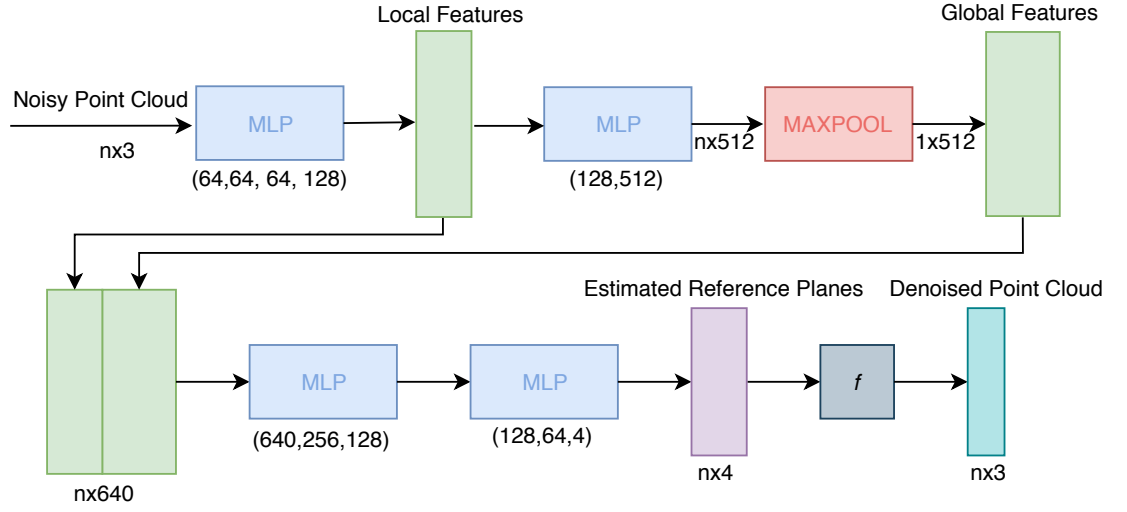 Local Features
Global Features
Noisy Point Cloud
nx3
MLP
(64,64, 64, 128)
MLP
(128,512)
nx512
MAXPOOL
1x512
Estimated Reference Planes
Denoised Point Cloud
nx640
MLP
(640,256,128)
MLP
(128,64,4)
nx4
f
nx3